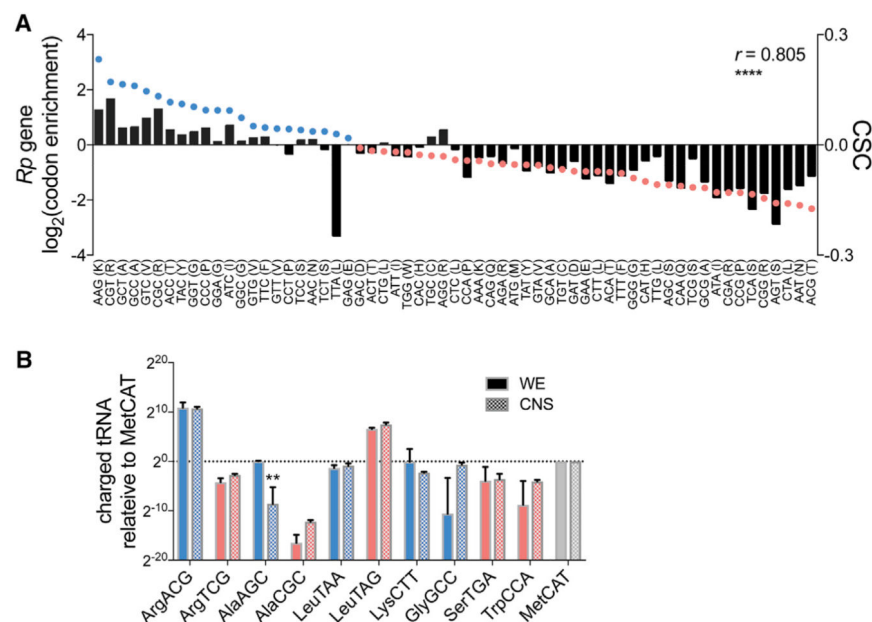 A
4
2
0
-2
-4
Rp gene
log2(codon enrichment)
0.3
0.0
-0.3
CSC
r = 0.805
****
AAG (K)
CGT (R)
GCT (A)
GCC (A)
GTC (V)
CGC (R)
ACC (T)
TAC (Y)
GGT (G)
CCC (P)
GGA (G)
ATC (I)
GGC (G)
GTG (V)
TTC (F)
GTT (V)
CCT (P)
TCC (S)
AAC (N)
TCT (S)
TTA (L)
GAG (E)
GAC (D)
ACT (T)
CTG (L)
ATT (I)
TGG (W)
CAC (H)
TGC (C)
AGG (R)
CTC (L)
CCA (P)
AAA (K)
CAG (Q)
AGA (R)
ATG (M)
TAT (Y)
GTA (V)
GCA (A)
TGT (C)
GAT (D)
GAA (E)
CTT (L)
ACA (T)
TTT (F)
GGG (G)
CAT (H)
TTG (L)
AGC (S)
CAA (Q)
TCG (S)
GCG (A)
ATA (I)
CGA (R)
CCG (P)
TCA (S)
CGG (R)
AGT (S)
CTA (L)
AAT (N)
ACG (T)
B
2^20
2^10
2^0
2^-10
2^-20
charged tRNA
relateive to MetCAT
WE
CNS
**
ArgACG
ArgTCG
AlaAGC
AlaCGC
LeuTAA
LeuTAG
LysCTT
GlyGCC
SerTGA
TrpCCA
MetCAT